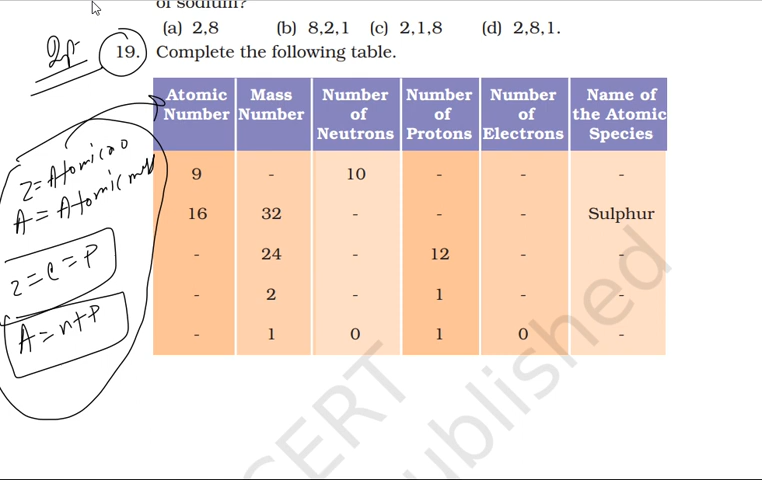 of sodium?
(a) 2,8 (b) 8,2,1 (c) 2,1,8 (d) 2,8,1.
19. Complete the following table.
Atomic Number Mass Number Number of Neutrons Number of Protons Number of Electrons Name of the Atomic Species
9 - 10 - - -
16 32 - - - Sulphur
- 24 - 12 - -
- 2 - 1 - -
- 1 0 1 0 -
Z = Atomic no
A = Atomic mass
z = e = P
A = n+P
CERT
ublished